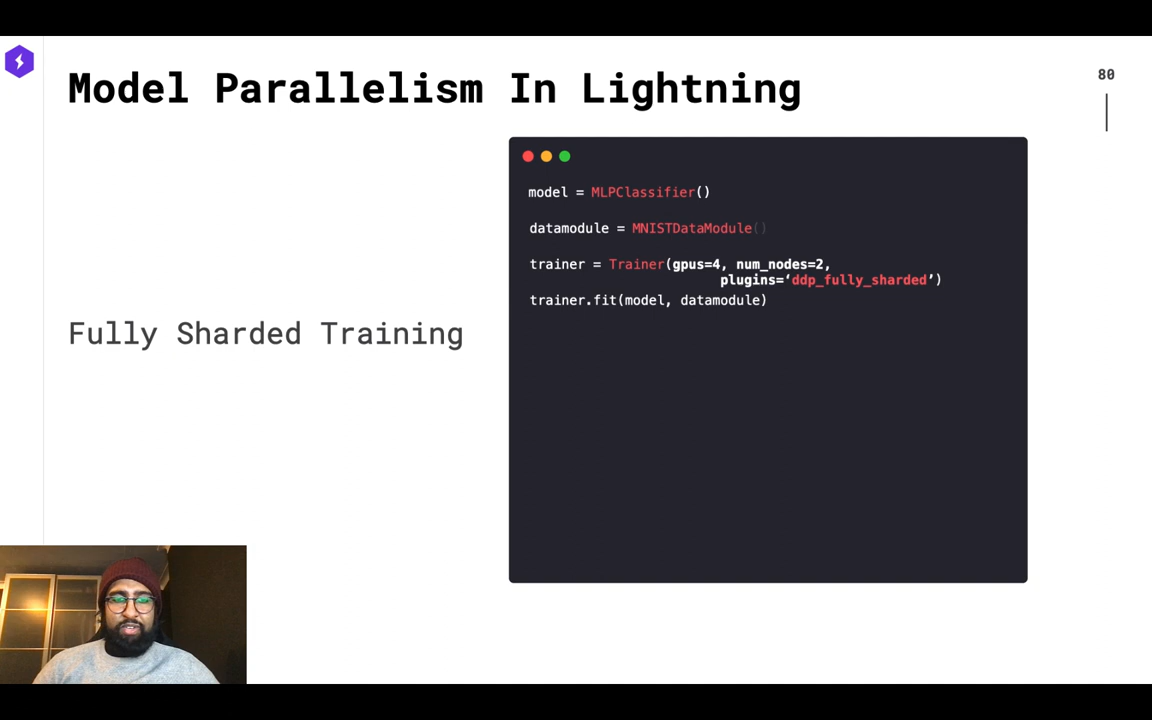 Model Parallelism In Lightning
80
model = MLPClassifier()
datamodule = MNISTDataModule()
trainer = Trainer(gpus=4, num_nodes=2,
plugins=‘ddp_fully_sharded’)
trainer.fit(model, datamodule)
Fully Sharded Training